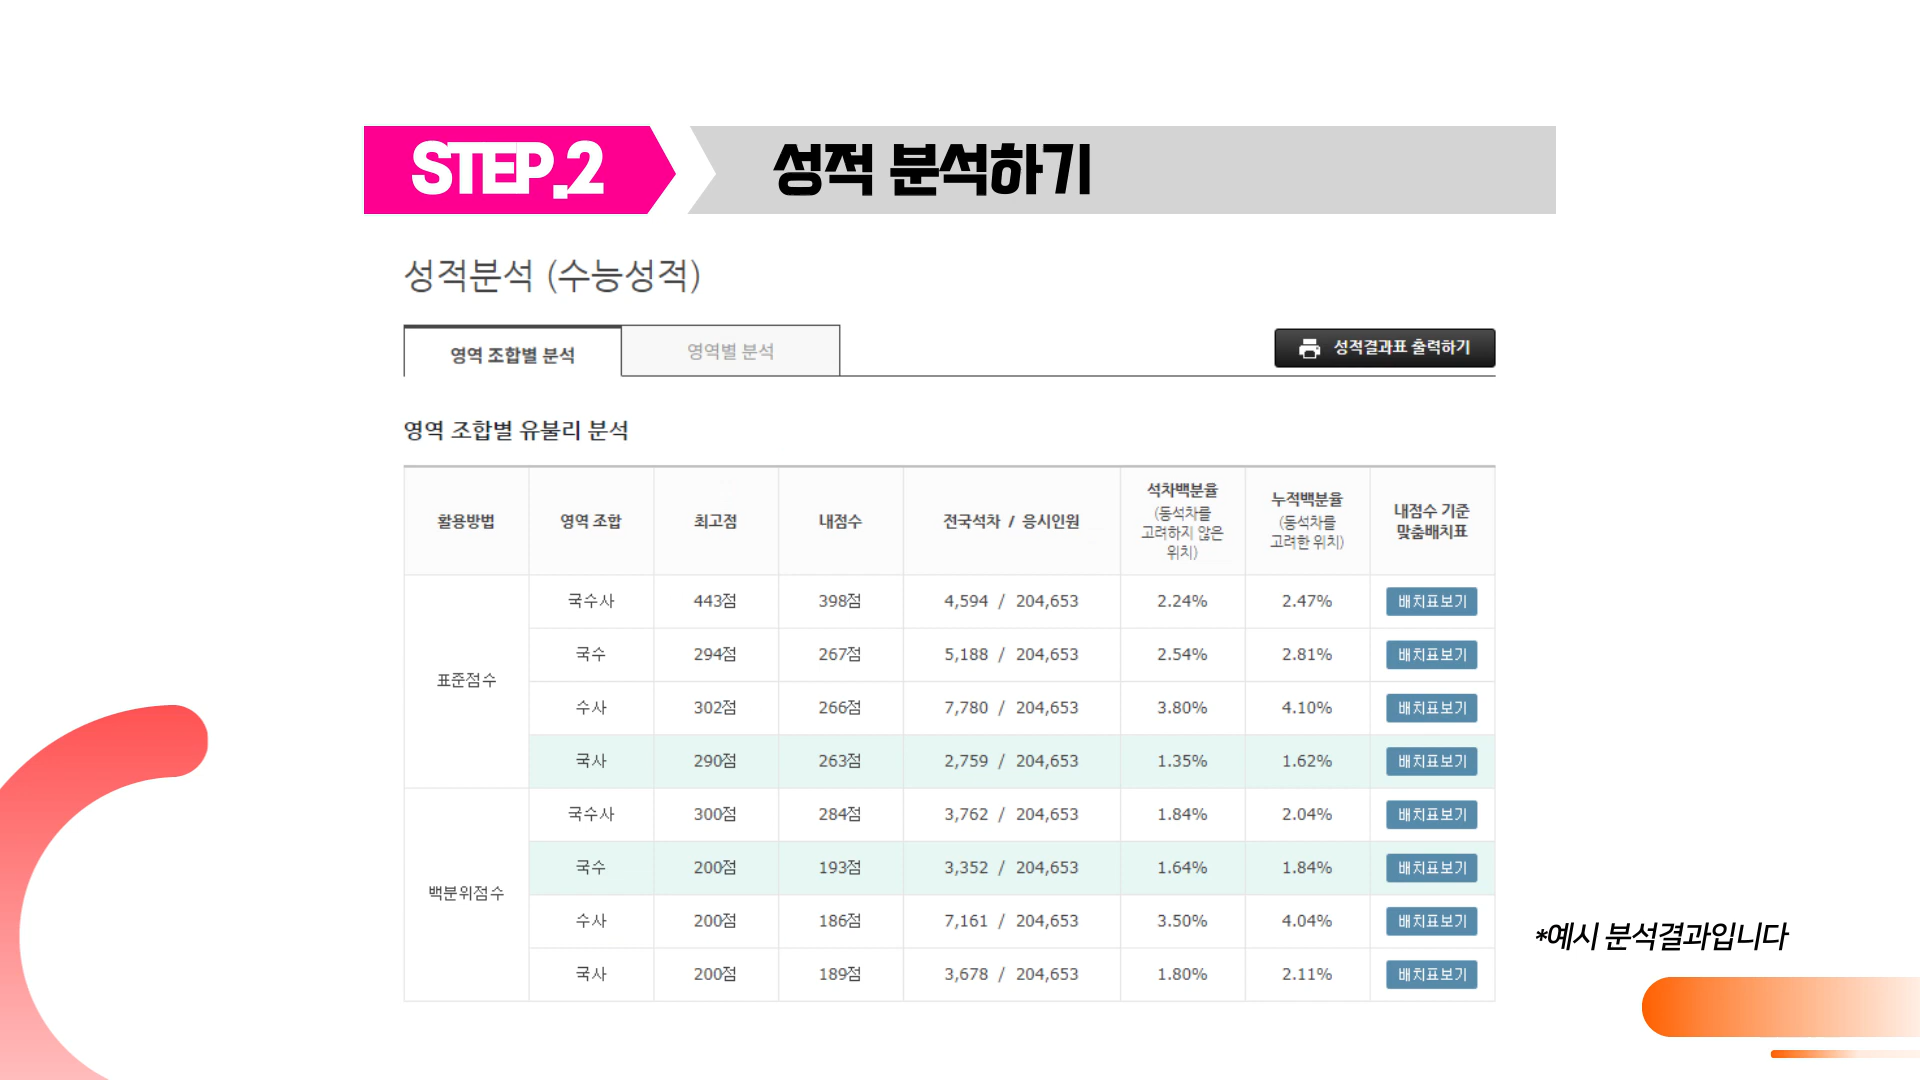 STEP.2 성적 분석하기
성적분석 (수능성적)
영역 조합별 분석 영역별 분석 성적결과표 출력하기
영역 조합별 유불리 분석
활용방법 영역 조합 최고점 내점수 전국석차 / 응시인원 석차백분율 (동석차를 고려하지 않은 위치) 누적백분율 (동석차를 고려한 위치) 내점수 기준 맞춤배치표
표준점수
국수사 443점 398점 4,594 / 204,653 2.24% 2.47% 배치표보기
국수 294점 267점 5,188 / 204,653 2.54% 2.81% 배치표보기
수사 302점 266점 7,780 / 204,653 3.80% 4.10% 배치표보기
국사 290점 263점 2,759 / 204,653 1.35% 1.62% 배치표보기
백분위점수
국수사 300점 284점 3,762 / 204,653 1.84% 2.04% 배치표보기
국수 200점 193점 3,352 / 204,653 1.64% 1.84% 배치표보기
수사 200점 186점 7,161 / 204,653 3.50% 4.04% 배치표보기
국사 200점 189점 3,678 / 204,653 1.80% 2.11% 배치표보기
*예시 분석결과입니다